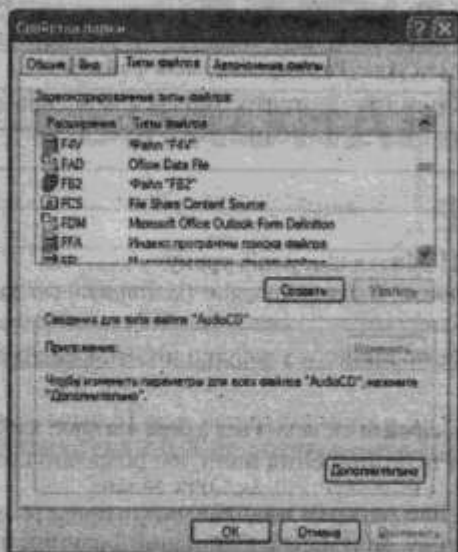 Свойства папки
Общие Вид Типы файлов Автономные файлы
Зарегистрированные типы файлов:
Расширение Типы файлов
F4V Файл "F4V"
FAD Office Data File
FB2 Файл "FB2"
FCS File Share Content Source
FDM Microsoft Office Outlook Form Definition
FFA Индекс программы поиска файлов
Создать Удалить
Сведения для типа файла "AudioCD"
Приложение: Изменить...
Чтобы изменить параметры для всех файлов "AudioCD", нажмите
"Дополнительно".
Дополнительно
ОК Отмена Применить